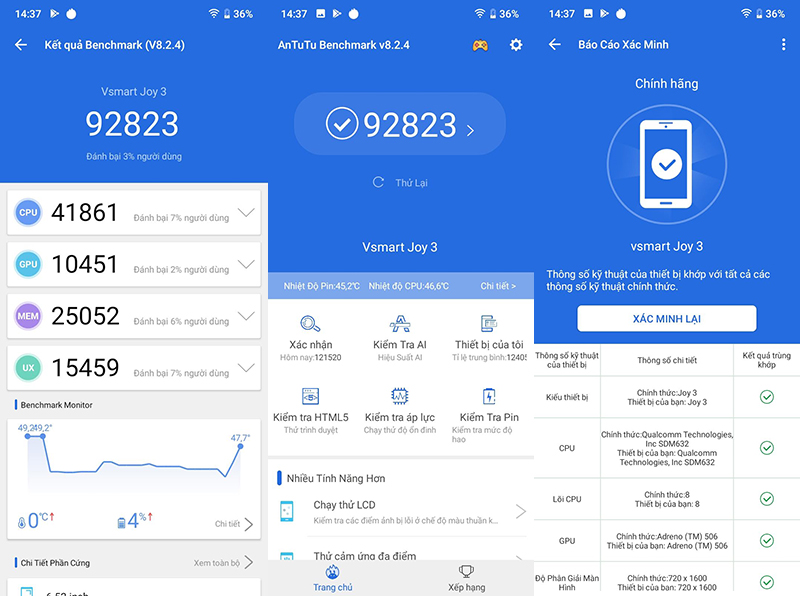 14:37
36%
Kết quả Benchmark (V8.2.4)
Vsmart Joy 3
92823
Đánh bại 3% người dùng
CPU 41861 Đánh bại 7% người dùng
GPU 10451 Đánh bại 2% người dùng
MEM 25052 Đánh bại 6% người dùng
UX 15459 Đánh bại 7% người dùng
Benchmark Monitor
49,2°
49,2°
47,7°
0°C↑
4%↑
Chi tiết
Chi Tiết Phần Cứng
Xem toàn bộ
14:37
36%
AnTuTu Benchmark v8.2.4
92823
Thử Lại
Vsmart Joy 3
Nhiệt Độ Pin:45,2℃ Nhiệt độ CPU:46,6℃ Chi tiết >
Xác nhận
Hôm nay:121520
Kiểm Tra AI
Hiệu Suất AI
Thiết bị của tôi
Tỉ lệ trung bình:12405
Kiểm tra HTML5
Thử trình duyệt
Kiểm tra áp lực
Chạy thử độ ổn định
Kiểm Tra Pin
Kiểm tra mức độ
hao
Nhiều Tính Năng Hơn
Chạy thử LCD
Kiểm tra các điểm ảnh bị lỗi ở chế độ màu thuần k...
Thử cảm ứng đa điểm
Trang chủ
Xếp hạng
14:37
36%
Báo Cáo Xác Minh
Chính hãng
vsmart Joy 3
Thông số kỹ thuật của thiết bị khớp với tất cả các
thông số kỹ thuật chính thức.
XÁC MINH LẠI
Thông số kỹ thuật
của thiết bị
Thông số chi tiết
Kết quả trùng
khớp
Kiểu thiết bị
Chính thức:Joy 3
Thiết bị của bạn: Joy 3
CPU
Chính thức:Qualcomm Technologies,
Inc SDM632
Thiết bị của bạn: Qualcomm
Technologies, Inc SDM632
Lõi CPU
Chính thức:8
Thiết bị của bạn: 8
GPU
Chính thức:Adreno (TM) 506
Thiết bị của bạn: Adreno (TM) 506
Độ Phân Giải Màn
Hình
Chính thức:720 x 1600
Thiết bị của bạn: 720 x 1600